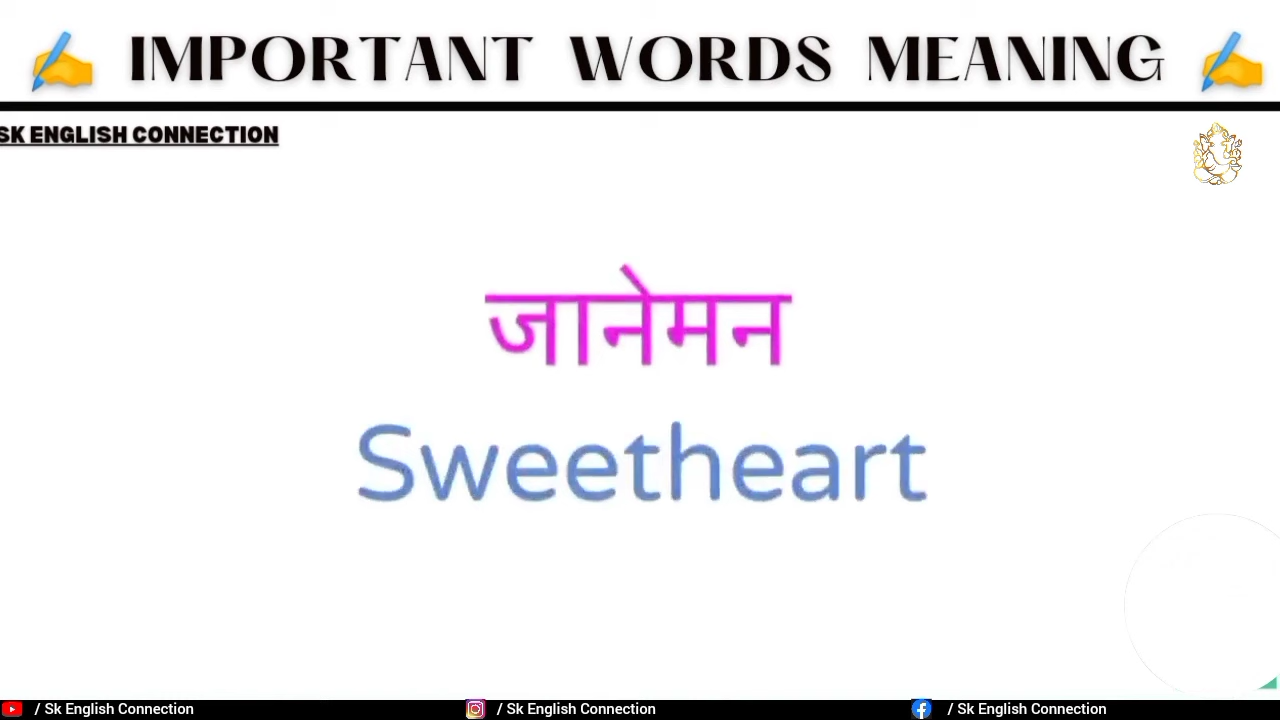 IMPORTANT WORDS MEANING
SK ENGLISH CONNECTION
जानेमन
Sweetheart
/ Sk English Connection
/ Sk English Connection
/ Sk English Connection